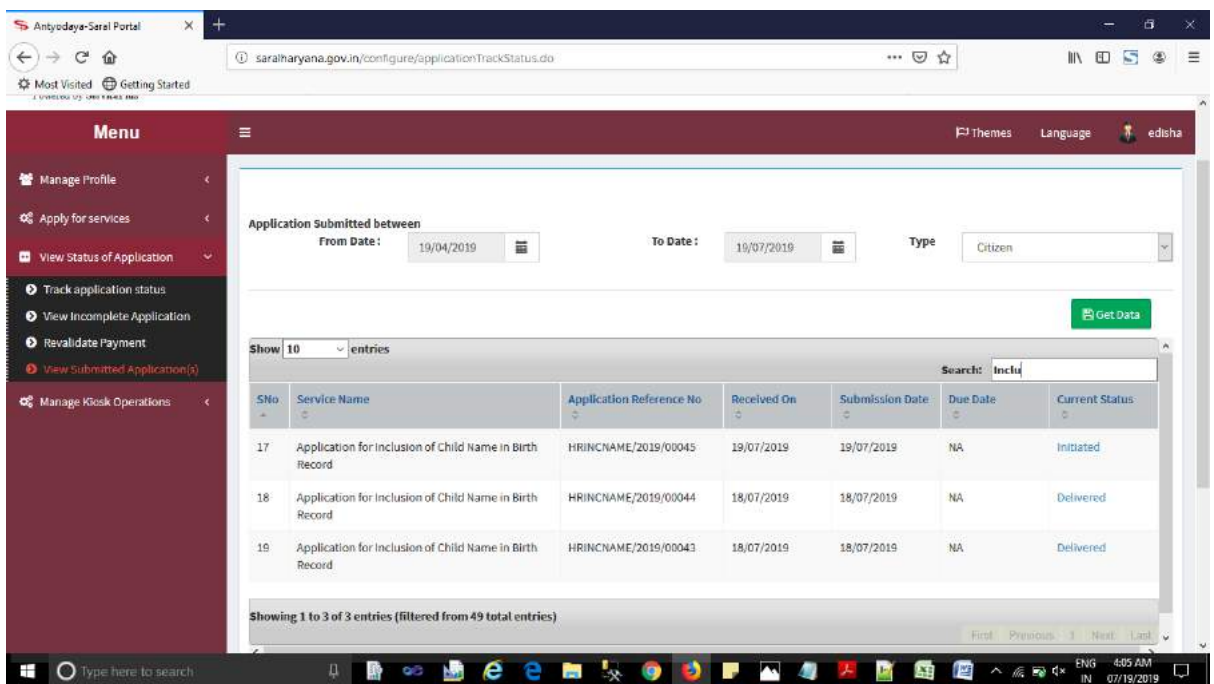 Antyodaya-Saral Portal
saralharyana.gov.in/configure/applicationTrackStatus.do
Most Visited Getting Started
Menu
Themes Language edisha
Manage Profile
Apply for services
View Status of Application
Track application status
View Incomplete Application
Revalidate Payment
View Submitted Application(s)
Manage Kiosk Operations
Application Submitted between
From Date : 19/04/2019 To Date : 19/07/2019 Type Citizen
Get Data
Show 10 entries
Search: Inclu
SNo Service Name Application Reference No Received On Submission Date Due Date Current Status
17 Application for Inclusion of Child Name in Birth HRINCNAME/2019/00045 19/07/2019 19/07/2019 NA Initiated
Record
18 Application for Inclusion of Child Name in Birth HRINCNAME/2019/00044 18/07/2019 18/07/2019 NA Delivered
Record
19 Application for Inclusion of Child Name in Birth HRINCNAME/2019/00043 18/07/2019 18/07/2019 NA Delivered
Record
Showing 1 to 3 of 3 entries (filtered from 49 total entries)
First Previous 1 Next Last
Type here to search
ENG 4:05 AM
IN 07/19/2019